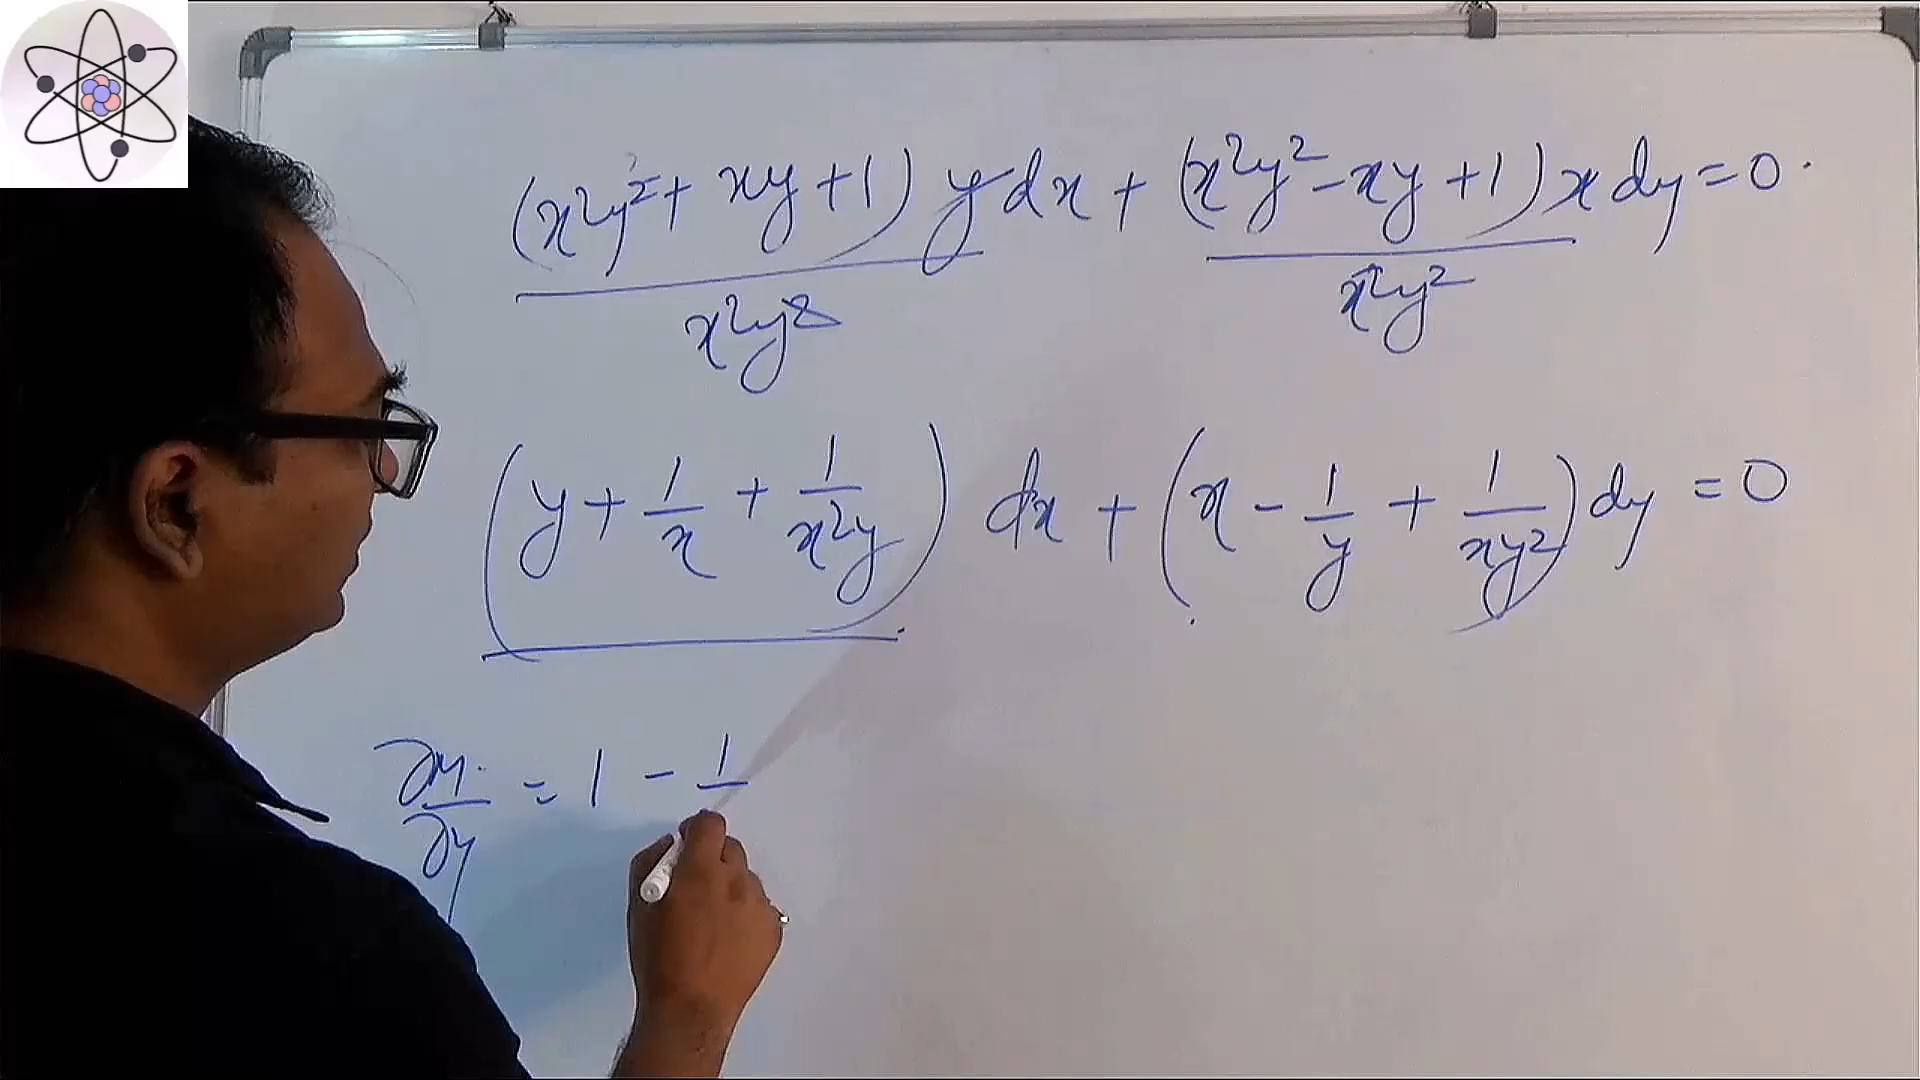 (x²y² + xy + 1) y dx + (x²y² - xy + 1) x dy = 0.
x²y² x²y²
(y + 1/x + 1/x²y) dx + (x - 1/y + 1/xy²) dy = 0
∂M/∂y = 1 - 1